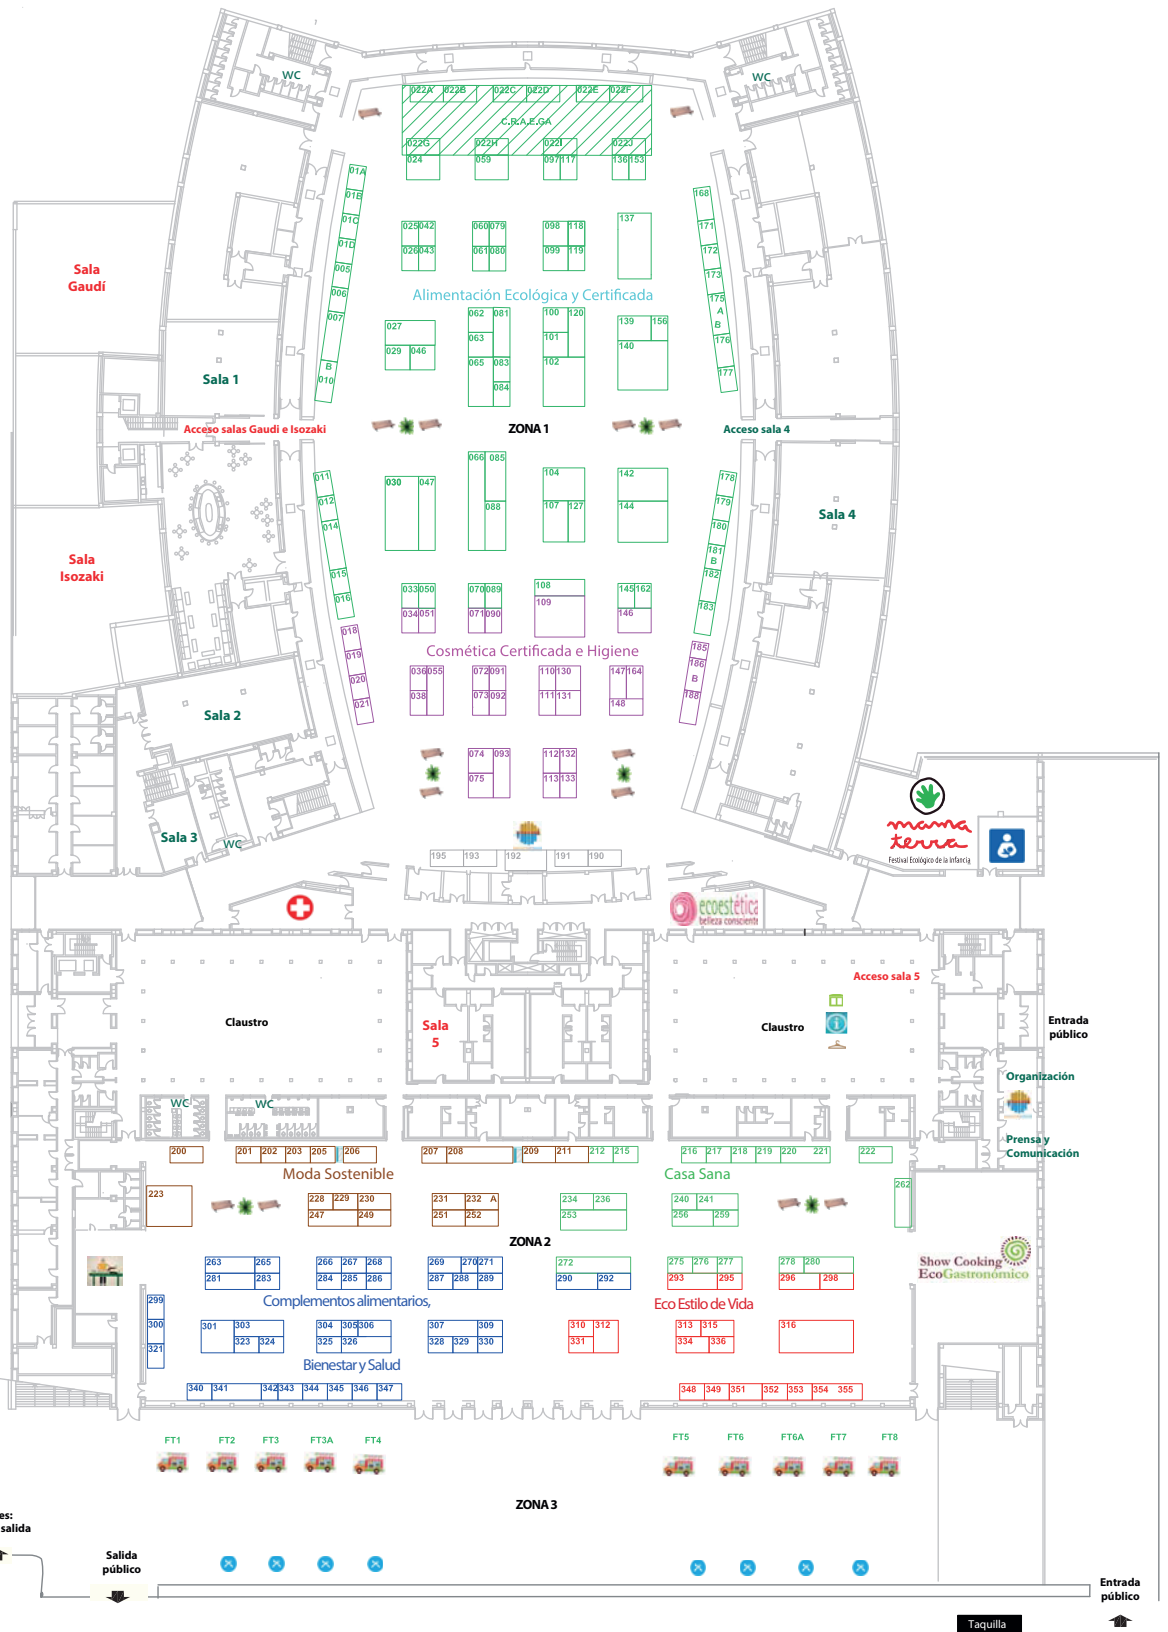 WC
WC
022A 022B 022C 022D 022E 022F
C.R.A.E.GA
022G 022H 022I 022J
024 059 097 117 136 153
01A
01B
01C
01D
005
006
007
B
010
168
171
172
173
175
A
B
176
177
025 042 060 079 098 118 137
026 043 061 080 099 119
Sala
Gaudí
Alimentación Ecológica y Certificada
062 081 100 120
027 063 101 139 156
029 046 065 083 102 140
084
Sala 1
Acceso salas Gaudi e Isozaki
ZONA 1
Acceso sala 4
011
012
014
015
016
066 085 104 142
030 047 088 107 127 144
178
179
180
181
B
182
183
Sala 4
Sala
Isozaki
033 050 070 089 108 145 162
034 051 071 090 109 146
018
019
020
021
185
186
B
188
Cosmética Certificada e Higiene
036 055 072 091 110 130 147 164
038 073 092 111 131 148
Sala 2
074 093 112 132
075 113 133
Sala 3
WC
mama
terra
Festival Ecológico de la Infancia
195 193 192 191 190
ecoestética
belleza consciente
Acceso sala 5
Claustro
Sala
5
Claustro
Entrada
público
Organización
Prensa y
Comunicación
WC
WC
200 201 202 203 205 206 207 208 209 211 212 215 216 217 218 219 220 221 222
Moda Sostenible
Casa Sana
223 228 229 230 231 232 A 234 236 240 241 262
247 249 251 252 253 256 259
ZONA 2
263 265 266 267 268 269 270 271 272 275 276 277 278 280
281 283 284 285 286 287 288 289 290 292 293 295 296 298
Show Cooking
EcoGastronómico
Complementos alimentarios,
Eco Estilo de Vida
299
300
321
301 303 304 305 306 307 309 310 312 313 315 316
323 324 325 326 328 329 330 331 334 336
Bienestar y Salud
340 341 342 343 344 345 346 347 348 349 351 352 353 354 355
FT1 FT2 FT3 FT3A FT4 FT5 FT6 FT6A FT7 FT8
ZONA 3
es:
salida
Salida
público
Entrada
público
Taquilla